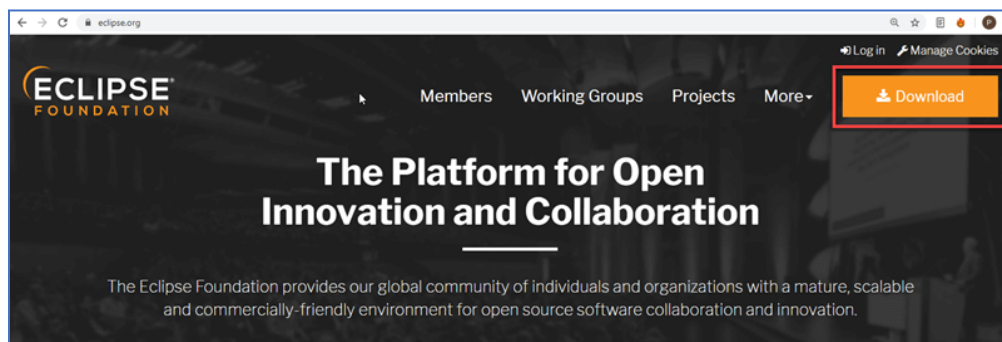 eclipse.org
Log in Manage Cookies
ECLIPSE
FOUNDATION
Members Working Groups Projects More Download
The Platform for Open
Innovation and Collaboration
The Eclipse Foundation provides our global community of individuals and organizations with a mature, scalable
and commercially-friendly environment for open source software collaboration and innovation.